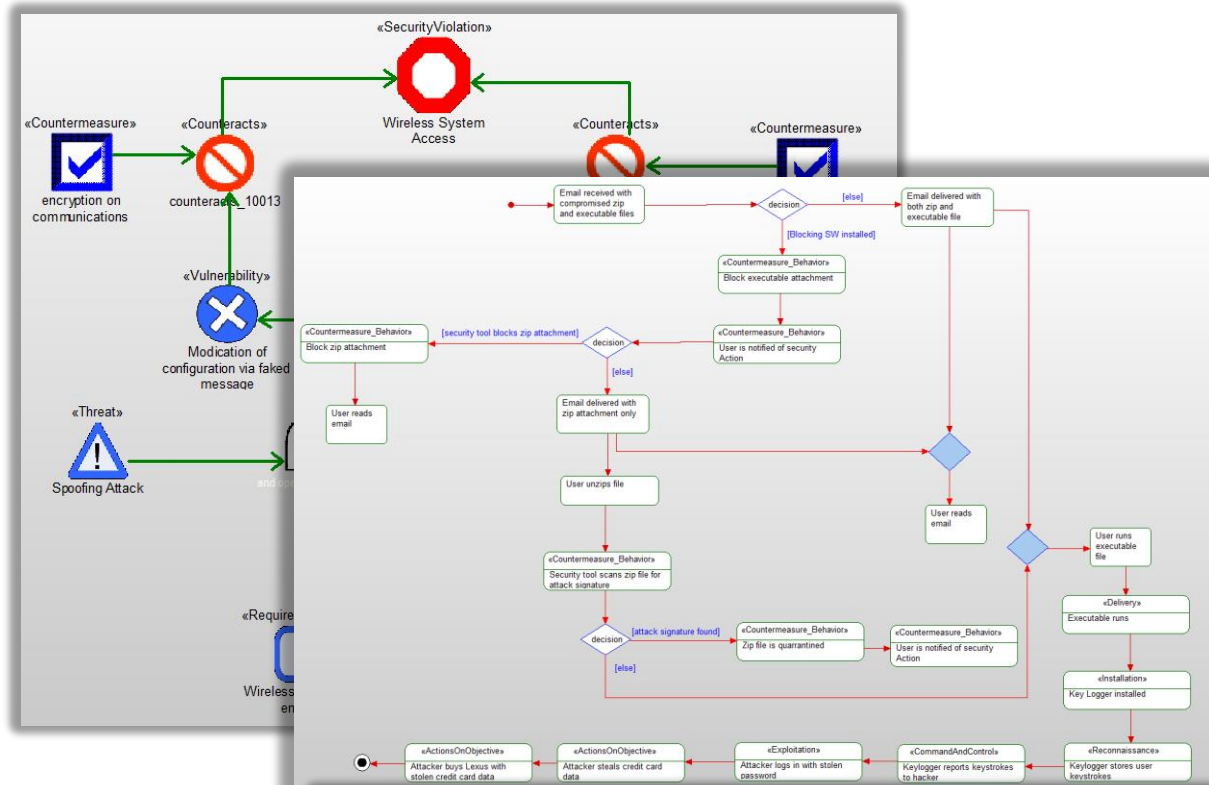 «SecurityViolation»
Wireless System
Access
«Countermeasure»
encryption on
communications
«Counteracts»
counteracts_10013
«Counteracts»
«Countermeasure»
«Vulnerability»
Modication of
configuration via faked
message
«Threat»
Spoofing Attack
and ope
«Require
Wireles
en
Email received with
compromised zip
and executable files
decision
[else]
Email delivered with
both zip and
executable file
[Blocking SW installed]
«Countermeasure_Behavior»
Block executable attachment
«Countermeasure_Behavior»
User is notified of security
Action
decision
[security tool blocks zip attachment]
«Countermeasure_Behavior»
Block zip attachment
User reads
email
[else]
Email delivered with
zip attachment only
User unzips file
User reads
email
«Countermeasure_Behavior»
Security tool scans zip file for
attack signature
decision
[attack signature found]
«Countermeasure_Behavior»
Zip file is quarrantined
«Countermeasure_Behavior»
User is notified of security
Action
[else]
User runs
executable
file
«Delivery»
Executable runs
«Installation»
Key Logger installed
«Reconnaissance»
Keylogger stores user
keystrokes
«CommandAndControl»
Keylogger reports keystrokes
to hacker
«Exploitation»
Attacker logs in with stolen
password
«ActionsOnObjective»
Attacker steals credit card
data
«ActionsOnObjective»
Attacker buys Lexus with
stolen credit card data